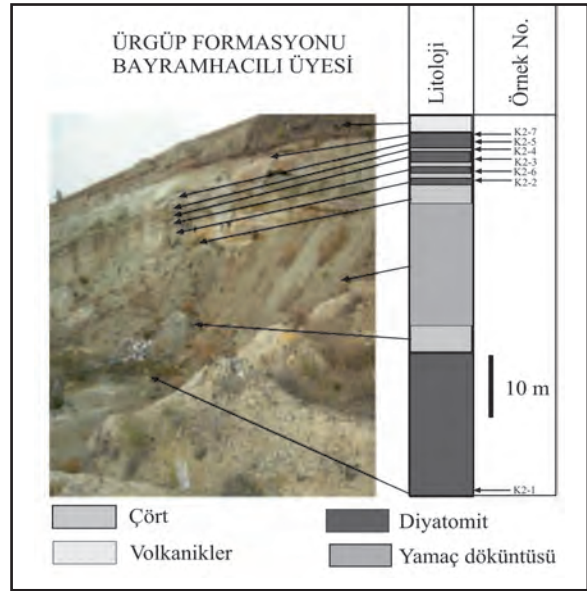 ÜRGÜP FORMASYONU
BAYRAMHACILI ÜYESİ
Litoloji
Örnek No.
K2-7
K2-5
K2-4
K2-3
K2-6
K2-2
10 m
K2-1
Çört
Diyatomit
Volkanikler
Yamaç döküntüsü